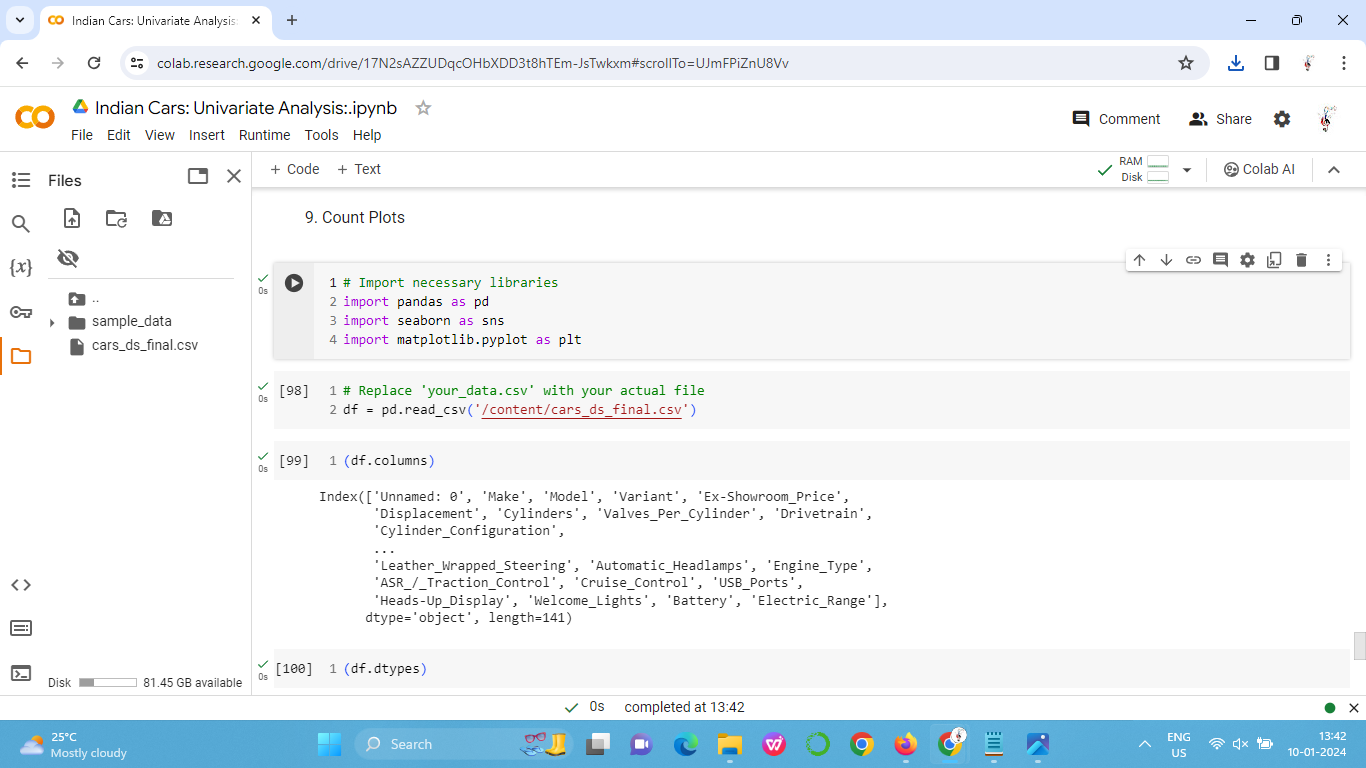 Indian Cars: Univariate Analysis
colab.research.google.com/drive/17N2sAZZUDqcOHbXDD3t8hTEm-JsTwkxm#scrollTo=UJmFPiZnU8Vv
Indian Cars: Univariate Analysis:.ipynb
File Edit View Insert Runtime Tools Help
Comment Share
Files
+ Code + Text
RAM
Disk
Colab AI
..
sample_data
cars_ds_final.csv
Disk 81.45 GB available
9. Count Plots
0s
1 # Import necessary libraries
2 import pandas as pd
3 import seaborn as sns
4 import matplotlib.pyplot as plt
0s
[98] 1 # Replace 'your_data.csv' with your actual file
2 df = pd.read_csv('/content/cars_ds_final.csv')
0s
[99] 1 (df.columns)
Index(['Unnamed: 0', 'Make', 'Model', 'Variant', 'Ex-Showroom_Price',
'Displacement', 'Cylinders', 'Valves_Per_Cylinder', 'Drivetrain',
'Cylinder_Configuration',
...
'Leather_Wrapped_Steering', 'Automatic_Headlamps', 'Engine_Type',
'ASR_/_Traction_Control', 'Cruise_Control', 'USB_Ports',
'Heads-Up_Display', 'Welcome_Lights', 'Battery', 'Electric_Range'],
dtype='object', length=141)
0s
[100] 1 (df.dtypes)
0s completed at 13:42
25°C
Mostly cloudy
Search
ENG
US
13:42
10-01-2024